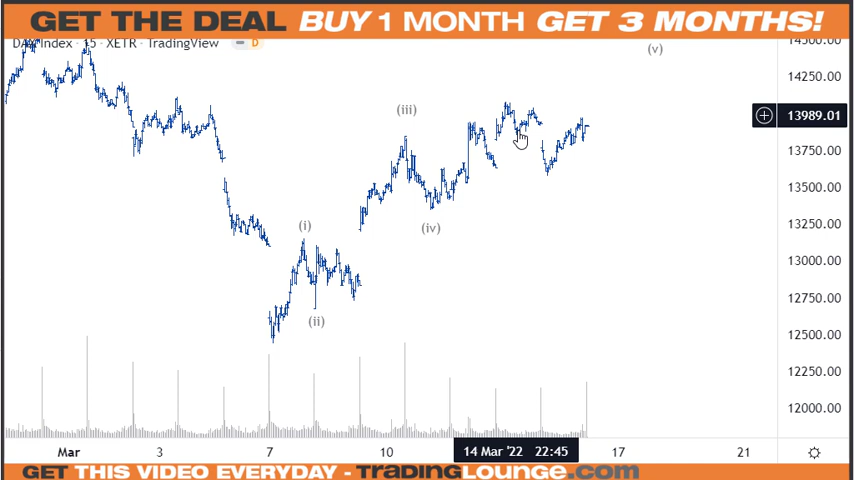 GET THE DEAL BUY 1 MONTH GET 3 MONTHS!
Index · 15 · XETR · TradingView D
(v)
14500.00
14250.00
(iii)
13989.01
13750.00
13500.00
(i)
(iv)
13250.00
13000.00
12750.00
(ii)
12500.00
12250.00
12000.00
Mar 3 7 10 14 Mar '22 22:45 17 21
GET THIS VIDEO EVERYDAY - TradingLounge.com